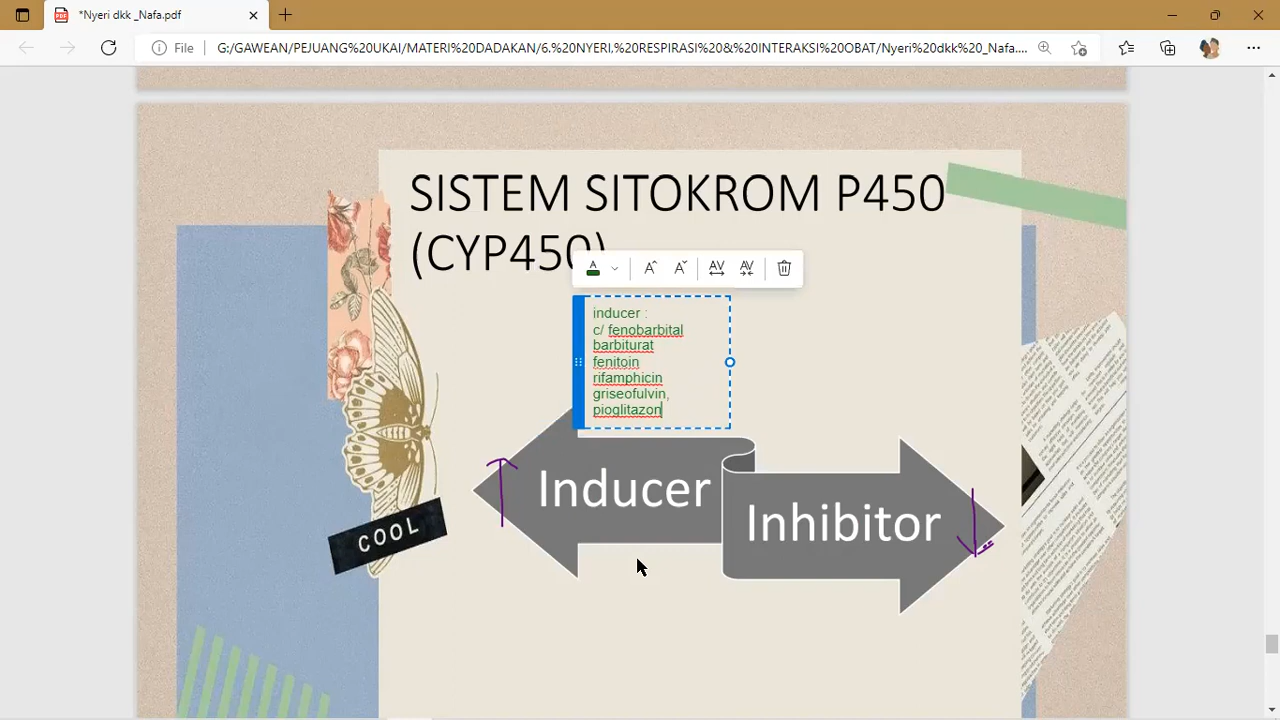 *Nyeri dkk _Nafa.pdf
File
G:/GAWEAN/PEJUANG%20UKAI/MATERI%20DADAKAN/6.%20NYERI,%20RESPIRASI%20&%20INTERAKSI%20OBAT/Nyeri%20dkk%20_Nafa....
SISTEM SITOKROM P450
(CYP450)
inducer :
c/ fenobarbital
barbiturat
fenitoin
rifamphicin
griseofulvin,
pioglitazon
Inducer
Inhibitor
COOL